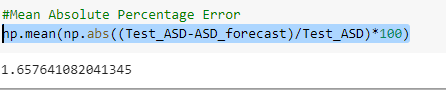 #Mean Absolute Percentage Error
np.mean(np.abs((Test_ASD-ASD_forecast)/Test_ASD)*100)
1.657641082041345